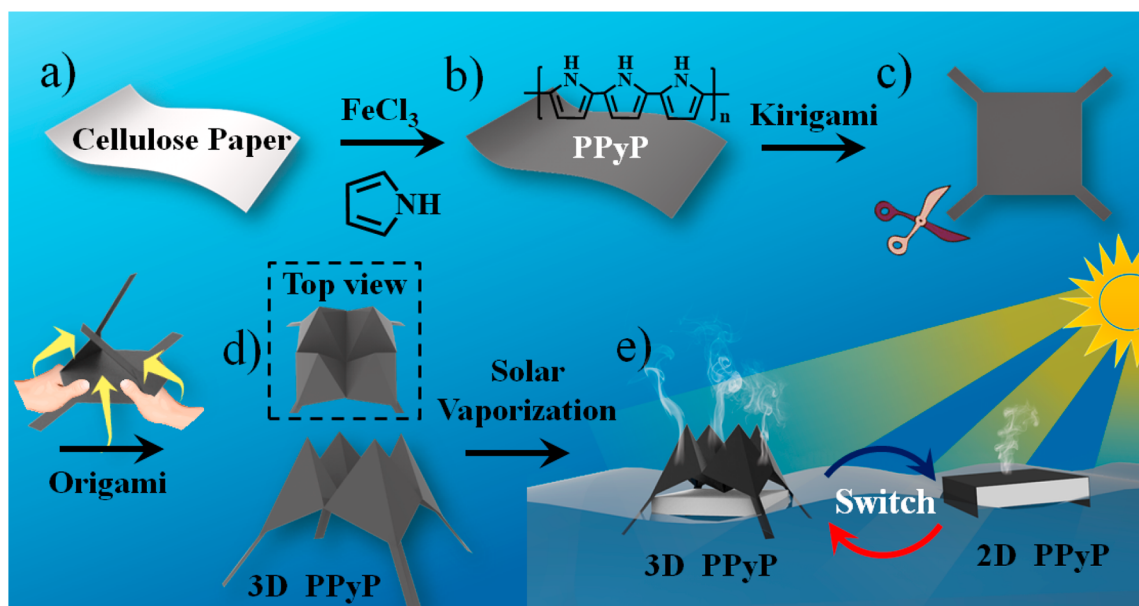 a)
Cellulose Paper
FeCl₃
NH
b)
H H H
N N N
n
PPyP
Kirigami
c)
Origami
d)
Top view
3D PPyP
Solar
Vaporization
e)
Switch
3D PPyP
2D PPyP